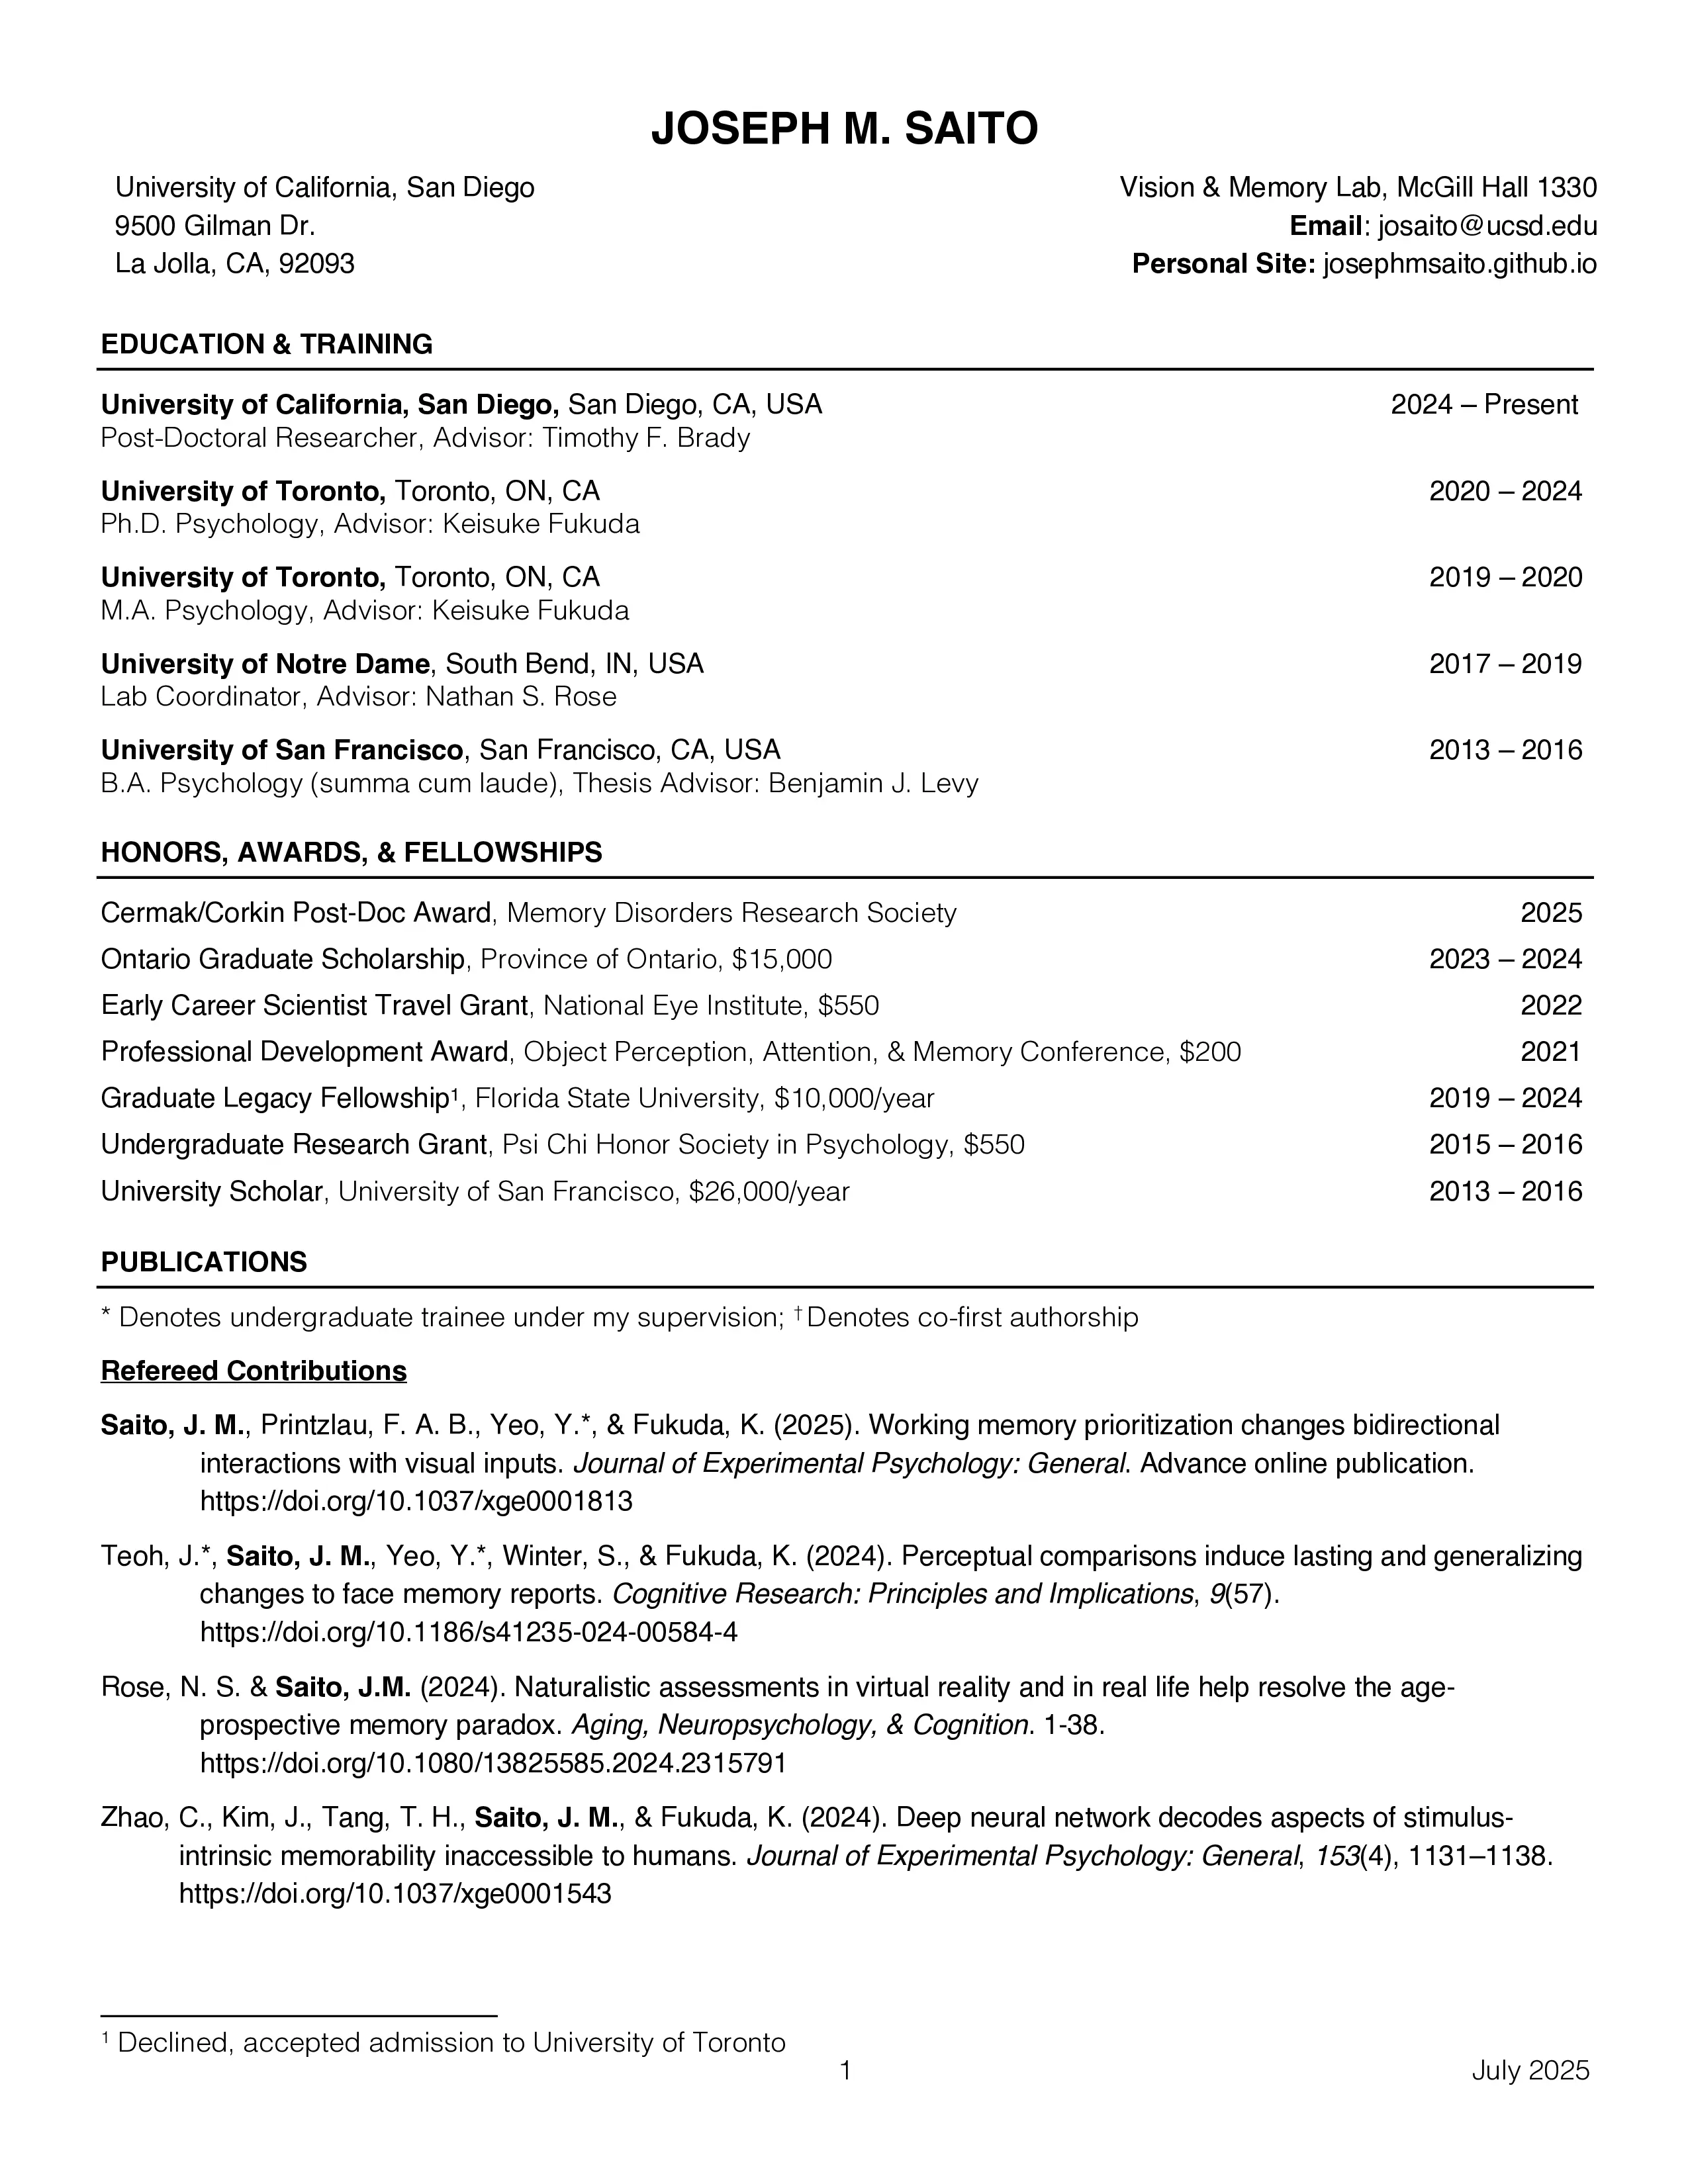 JOSEPH M. SAITO
University of California, San Diego
Vision & Memory Lab, McGill Hall 1330
9500 Gilman Dr.
Email: josaito@ucsd.edu
La Jolla, CA, 92093
Personal Site: josephmsaito.github.io
EDUCATION & TRAINING
University of California, San Diego, San Diego, CA, USA 2024 – Present
Post-Doctoral Researcher, Advisor: Timothy F. Brady
University of Toronto, Toronto, ON, CA 2020 – 2024
Ph.D. Psychology, Advisor: Keisuke Fukuda
University of Toronto, Toronto, ON, CA 2019 – 2020
M.A. Psychology, Advisor: Keisuke Fukuda
University of Notre Dame, South Bend, IN, USA 2017 – 2019
Lab Coordinator, Advisor: Nathan S. Rose
University of San Francisco, San Francisco, CA, USA 2013 – 2016
B.A. Psychology (summa cum laude), Thesis Advisor: Benjamin J. Levy
HONORS, AWARDS, & FELLOWSHIPS
Cermak/Corkin Post-Doc Award, Memory Disorders Research Society 2025
Ontario Graduate Scholarship, Province of Ontario, $15,000 2023 – 2024
Early Career Scientist Travel Grant, National Eye Institute, $550 2022
Professional Development Award, Object Perception, Attention, & Memory Conference, $200 2021
Graduate Legacy Fellowship¹, Florida State University, $10,000/year 2019 – 2024
Undergraduate Research Grant, Psi Chi Honor Society in Psychology, $550 2015 – 2016
University Scholar, University of San Francisco, $26,000/year 2013 – 2016
PUBLICATIONS
* Denotes undergraduate trainee under my supervision; † Denotes co-first authorship
Refereed Contributions
Saito, J. M., Printzlau, F. A. B., Yeo, Y.*, & Fukuda, K. (2025). Working memory prioritization changes bidirectional
interactions with visual inputs. Journal of Experimental Psychology: General. Advance online publication.
https://doi.org/10.1037/xge0001813
Teoh, J.*, Saito, J. M., Yeo, Y.*, Winter, S., & Fukuda, K. (2024). Perceptual comparisons induce lasting and generalizing
changes to face memory reports. Cognitive Research: Principles and Implications, 9(57).
https://doi.org/10.1186/s41235-024-00584-4
Rose, N. S. & Saito, J.M. (2024). Naturalistic assessments in virtual reality and in real life help resolve the age-
prospective memory paradox. Aging, Neuropsychology, & Cognition. 1-38.
https://doi.org/10.1080/13825585.2024.2315791
Zhao, C., Kim, J., Tang, T. H., Saito, J. M., & Fukuda, K. (2024). Deep neural network decodes aspects of stimulus-
intrinsic memorability inaccessible to humans. Journal of Experimental Psychology: General, 153(4), 1131–1138.
https://doi.org/10.1037/xge0001543
¹ Declined, accepted admission to University of Toronto
1
July 2025